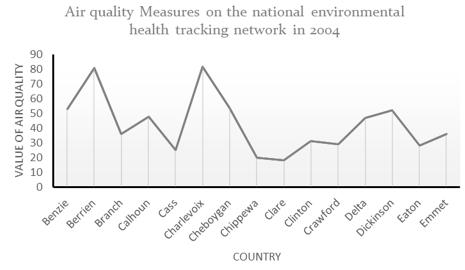 Air quality Measures on the national environmental
health tracking network in 2004
VALUE OF AIR QUALITY
90
80
70
60
50
40
30
20
10
0
Benzie
Berrien
Branch
Calhoun
Cass
Charlevoix
Cheboygan
Chippewa
Clare
Clinton
Crawford
Delta
Dickinson
Eaton
Emmet
COUNTRY